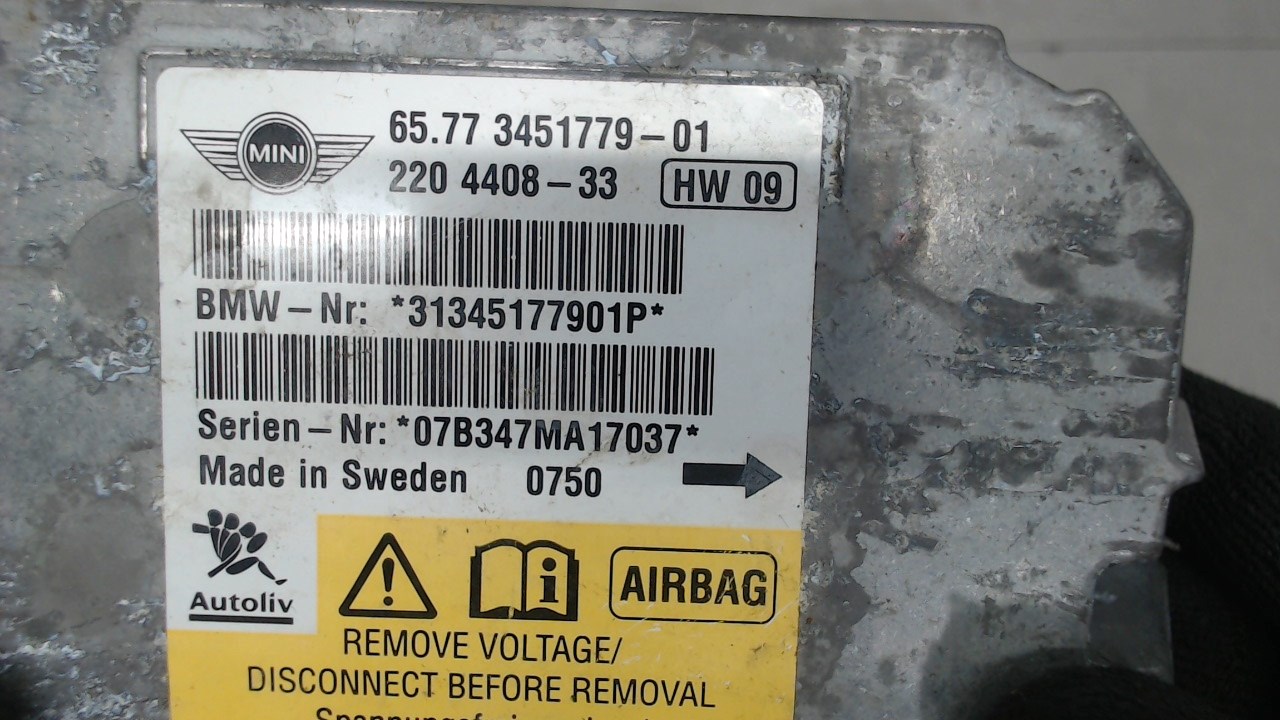 MINI
65.77 3451779-01
220 4408-33 HW 09
BMW-Nr: *31345177901P*
Serien-Nr: *07B347MA17037*
Made in Sweden 0750
Autoliv
AIRBAG
REMOVE VOLTAGE/
DISCONNECT BEFORE REMOVAL